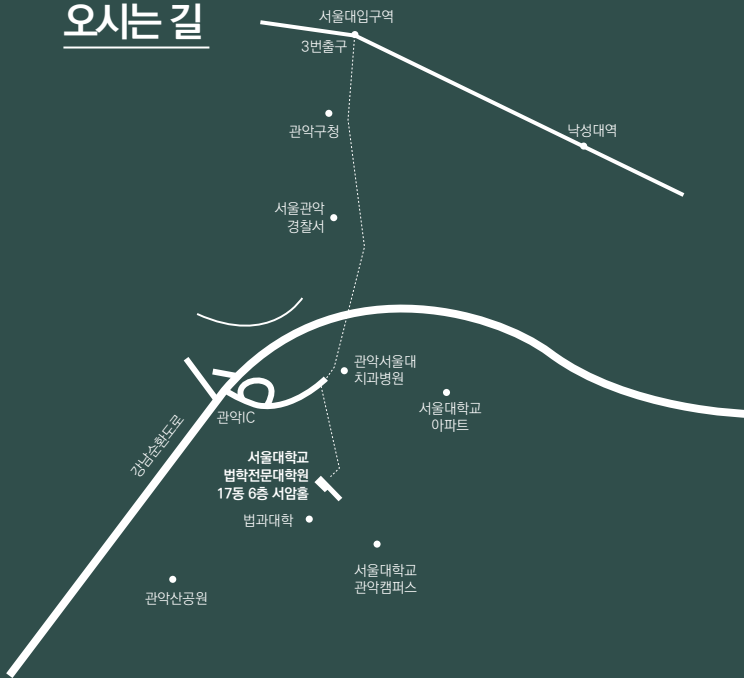 오시는 길
서울대입구역
3번출구
관악구청
낙성대역
서울관악
경찰서
관악서울대
치과병원
서울대학교
아파트
관악IC
강남순환도로
서울대학교
법학전문대학원
17동 6층 서암홀
법과대학
서울대학교
관악캠퍼스
관악산공원